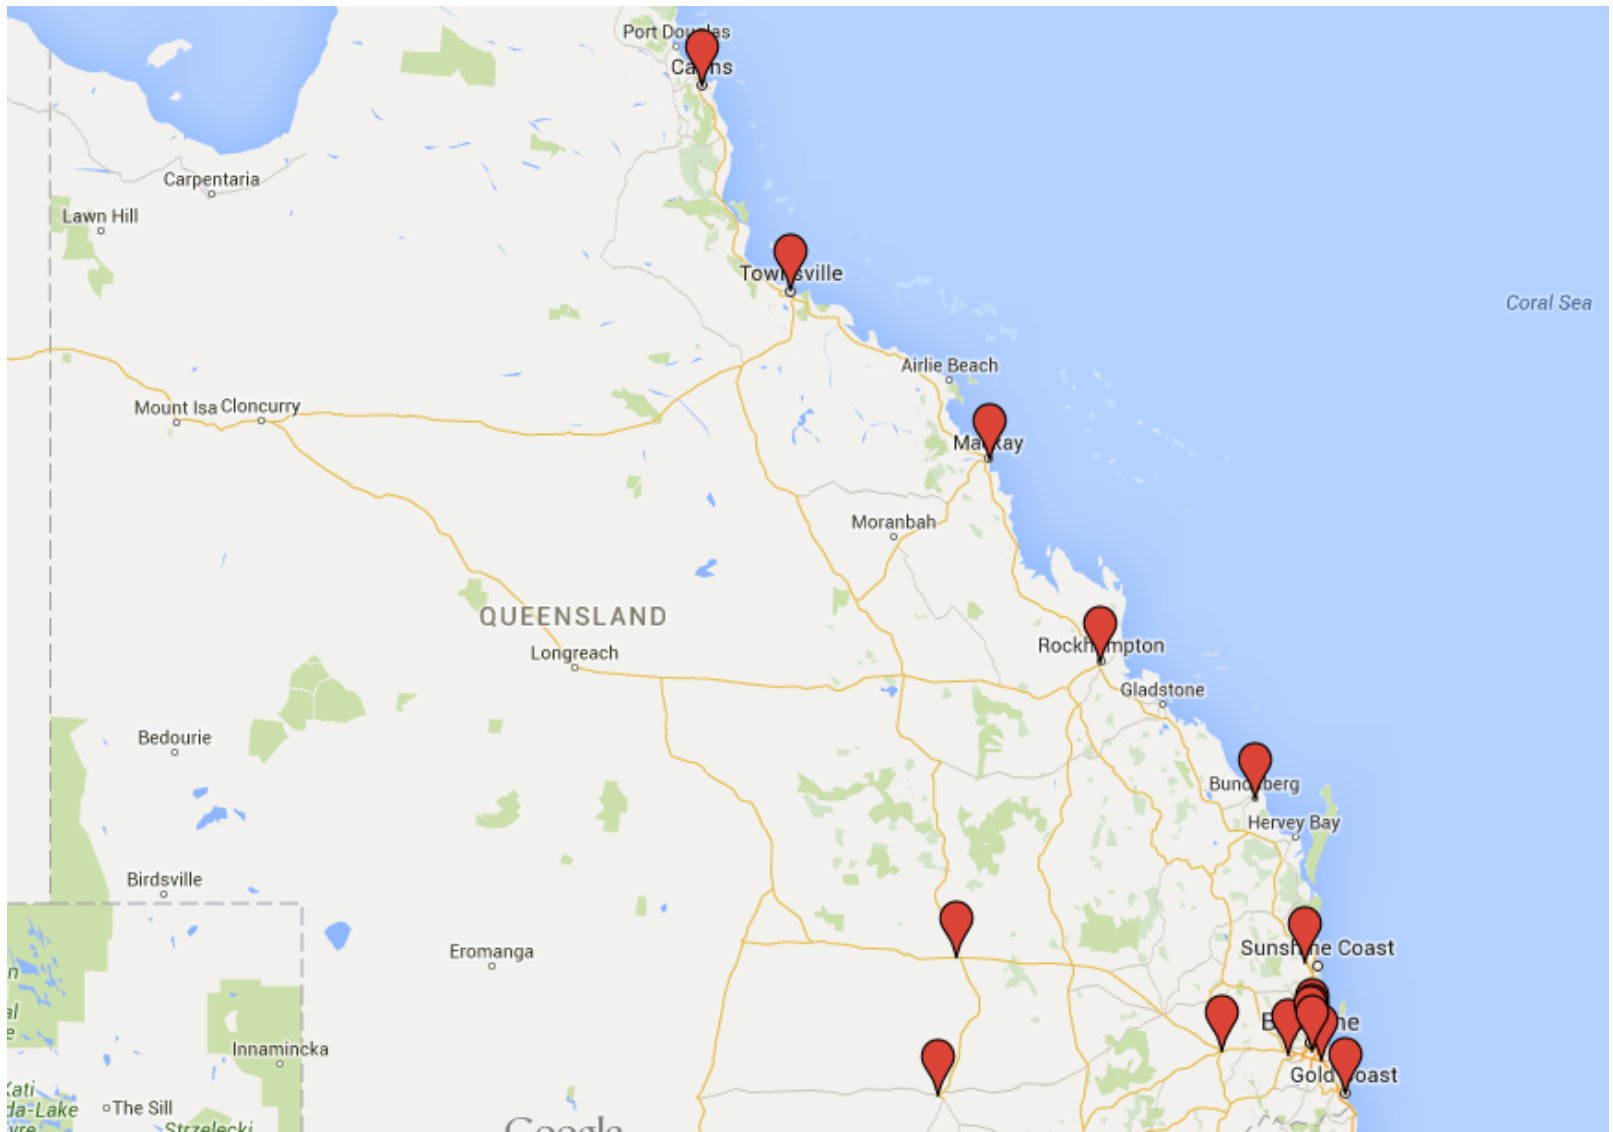 Port Douglas
Cairns
Carpentaria
Lawn Hill
Townsville
Coral Sea
Airlie Beach
Mount Isa
Cloncurry
Mackay
Moranbah
QUEENSLAND
Rockhampton
Longreach
Gladstone
Bedourie
Bundaberg
Hervey Bay
Birdsville
Sunshine Coast
Eromanga
Innamincka
Gold Coast
The Sill
Strzelecki
Google